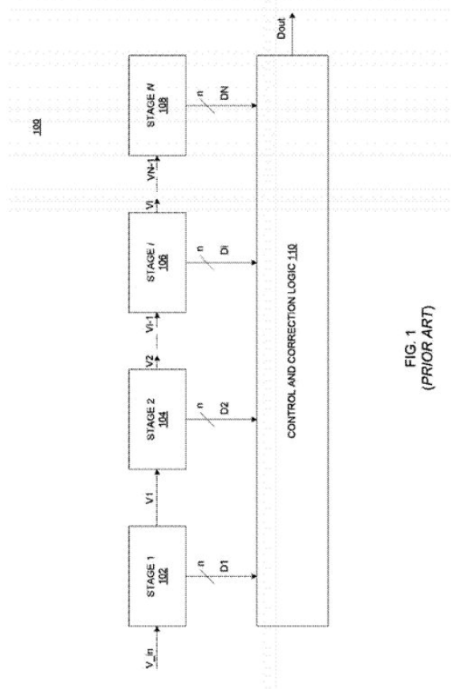 100
V_in
STAGE 1
102
V1
STAGE 2
104
V2
Vi-1
STAGE i
106
Vi
VN-1
STAGE N
108
n
D1
n
D2
n
Di
n
DN
CONTROL AND CORRECTION LOGIC 110
Dout
FIG. 1
(PRIOR ART)